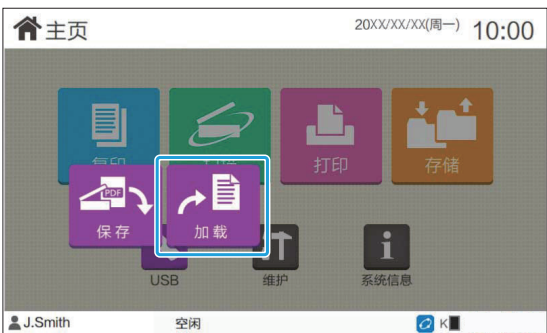 主页
20XX/XX/XX(周一) 10:00
打印
存储
PDF
保存
加载
USB
维护
系统信息
J.Smith
空闲
K